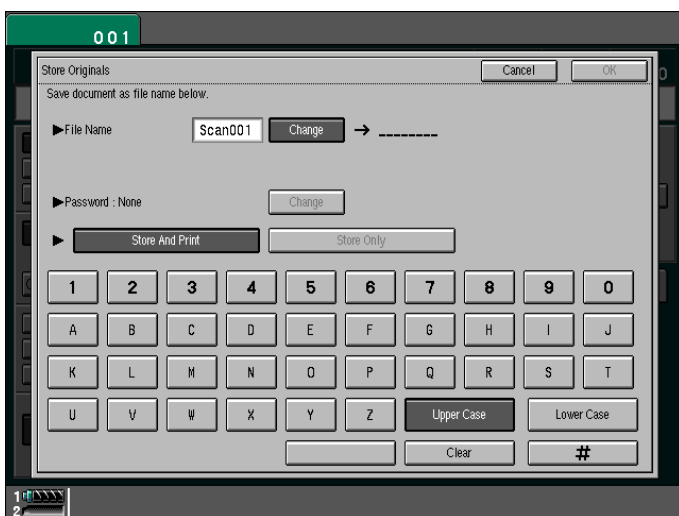 001
Store Originals Cancel OK
Save document as file name below.
►File Name Scan001 Change → _ _ _ _ _ _ _ _
►Password : None Change
► Store And Print Store Only
1 2 3 4 5 6 7 8 9 0
A B C D E F G H I J
K L M N O P Q R S T
U V W X Y Z Upper Case Lower Case
Clear #
1
2